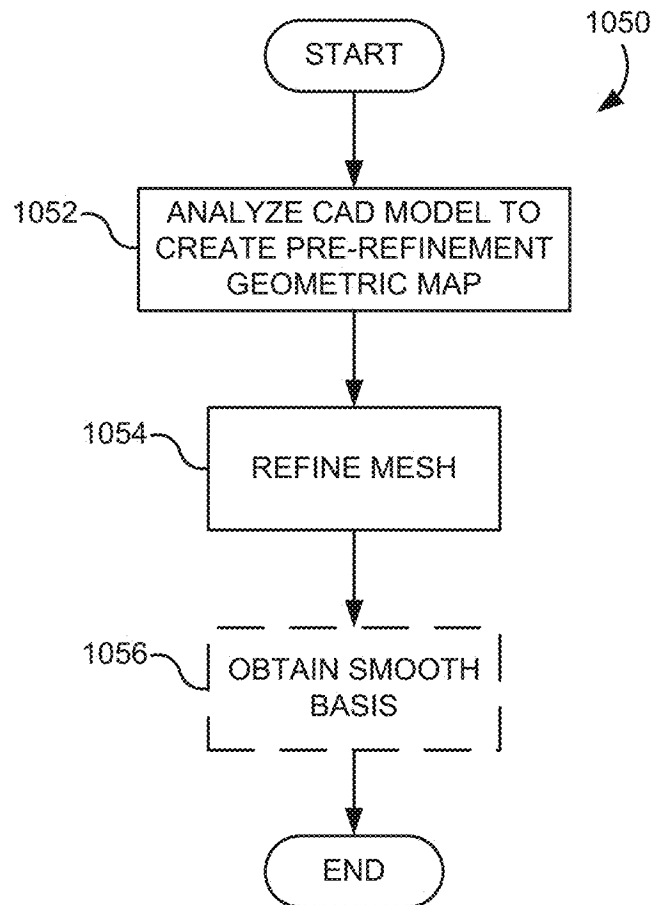 1050
START
1052
ANALYZE CAD MODEL TO
CREATE PRE-REFINEMENT
GEOMETRIC MAP
1054
REFINE MESH
1056
OBTAIN SMOOTH
BASIS
END